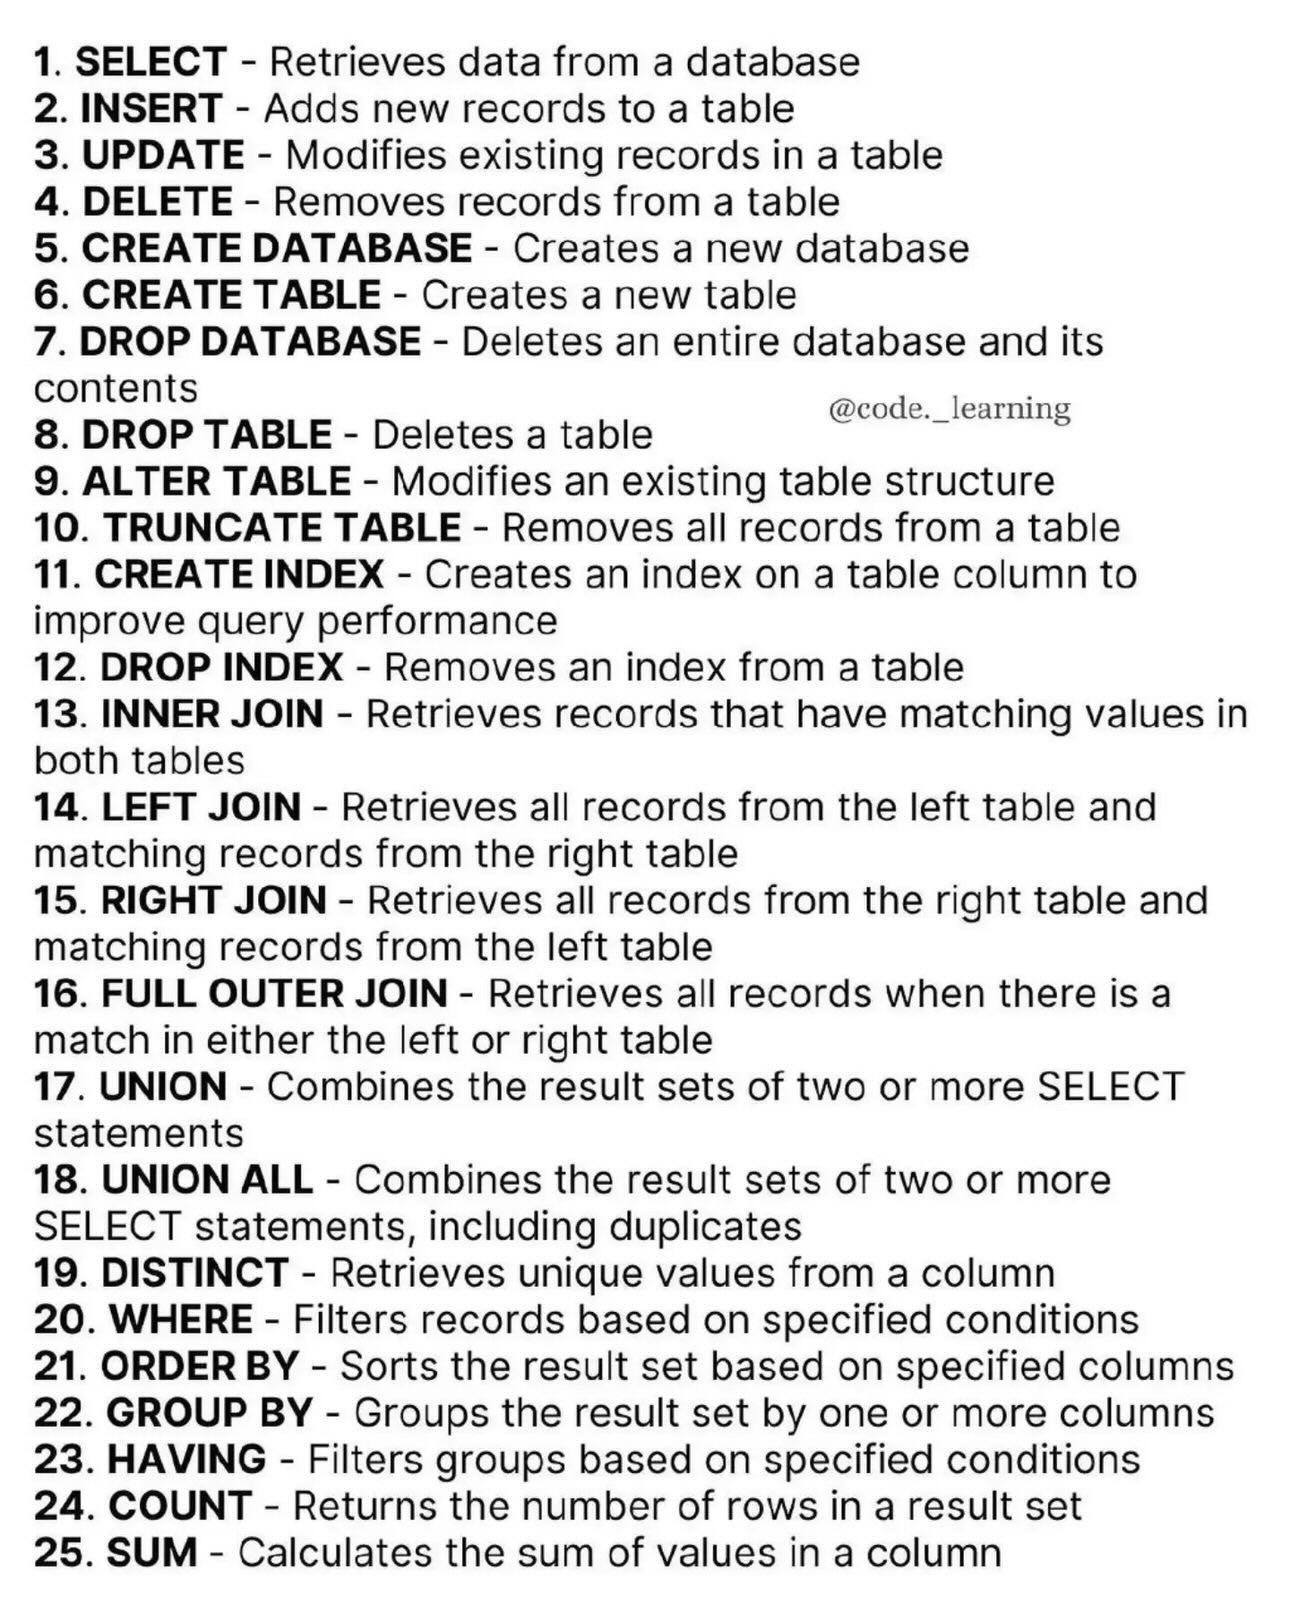 1. SELECT - Retrieves data from a database
2. INSERT - Adds new records to a table
3. UPDATE - Modifies existing records in a table
4. DELETE - Removes records from a table
5. CREATE DATABASE - Creates a new database
6. CREATE TABLE - Creates a new table
7. DROP DATABASE - Deletes an entire database and its
contents
@code._learning
8. DROP TABLE - Deletes a table
9. ALTER TABLE - Modifies an existing table structure
10. TRUNCATE TABLE - Removes all records from a table
11. CREATE INDEX - Creates an index on a table column to
improve query performance
12. DROP INDEX - Removes an index from a table
13. INNER JOIN - Retrieves records that have matching values in
both tables
14. LEFT JOIN - Retrieves all records from the left table and
matching records from the right table
15. RIGHT JOIN - Retrieves all records from the right table and
matching records from the left table
16. FULL OUTER JOIN - Retrieves all records when there is a
match in either the left or right table
17. UNION - Combines the result sets of two or more SELECT
statements
18. UNION ALL - Combines the result sets of two or more
SELECT statements, including duplicates
19. DISTINCT - Retrieves unique values from a column
20. WHERE - Filters records based on specified conditions
21. ORDER BY - Sorts the result set based on specified columns
22. GROUP BY - Groups the result set by one or more columns
23. HAVING - Filters groups based on specified conditions
24. COUNT - Returns the number of rows in a result set
25. SUM - Calculates the sum of values in a column